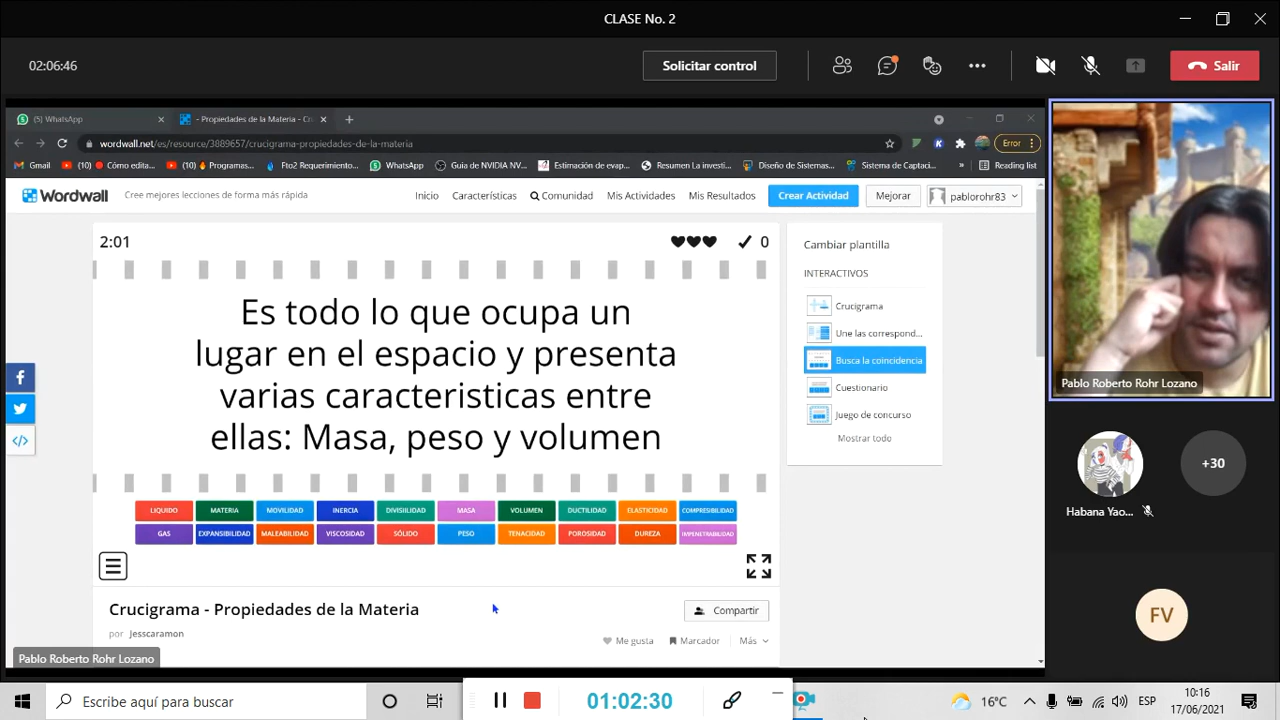 CLASE No. 2
02:06:46
Solicitar control
Salir
(5) WhatsApp
- Propiedades de la Materia - Cru
wordwall.net/es/resource/3889657/crucigrama-propiedades-de-la-materia
Error
Gmail
(10) Cómo edita...
(10) Programas...
Fto2 Requerimiento...
WhatsApp
Guia de NVIDIA NV...
Estimación de evap...
Resumen La investi...
Diseño de Sistemas...
Sistema de Captaci...
»
Reading list
Wordwall
Cree mejores lecciones de forma más rápida
Inicio
Características
Comunidad
Mis Actividades
Mis Resultados
Crear Actividad
Mejorar
pablorohr83
2:01
0
Es todo lo que ocupa un
lugar en el espacio y presenta
varias caracteristicas entre
ellas: Masa, peso y volumen
LIQUIDO MATERIA MOVILIDAD INERCIA DIVISIILIDAD MASA VOLUMEN DUCTILIDAD ELASTICIDAD COMPRESIBILIDAD
GAS EXPANSIBILIDAD MALEABILIDAD VISCOSIDAD SÓLIDO PESO TENACIDAD POROSIDAD DUREZA IMPENETRABILIDAD
Cambiar plantilla
INTERACTIVOS
Crucigrama
Une las correspond...
Busca la coincidencia
Cuestionario
Juego de concurso
Mostrar todo
Crucigrama - Propiedades de la Materia
Compartir
por Jesscaramon
Me gusta
Marcador
Más
Pablo Roberto Rohr Lozano
Pablo Roberto Rohr Lozano
+30
Habana Yao...
FV
Escribe aquí para buscar
01:02:30
16°C
ESP
10:16
17/06/2021